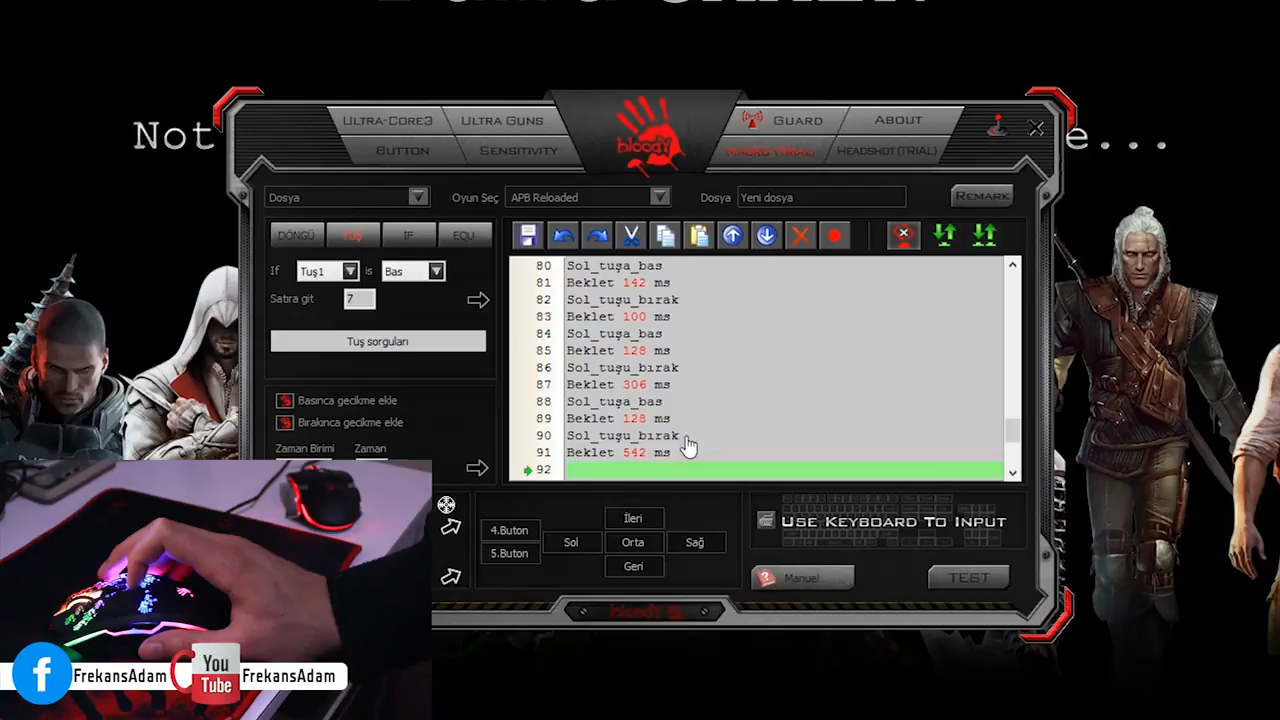 Not
e...
ULTRA-CORE3
ULTRA GUNS
BUTTON
SENSITIVITY
bloody
GUARD
ABOUT
MACRO (TRIAL)
HEADSHOT (TRIAL)
Dosya
Oyun Seç
APB Reloaded
Dosya
Yeni dosya
REMARK
DÖNGÜ
TUŞ
IF
EQU
If
Tuş1
is
Bas
Satra git
7
Tuş sorguları
Basınca gecikme ekle
Bırakınca gecikme ekle
Zaman Birimi
Zaman
80 Sol_tuşa_bas
81 Beklet 142 ms
82 Sol_tuşu_bırak
83 Beklet 100 ms
84 Sol_tuşa_bas
85 Beklet 128 ms
86 Sol_tuşu_bırak
87 Beklet 306 ms
88 Sol_tuşa_bas
89 Beklet 128 ms
90 Sol_tuşu_bırak
91 Beklet 542 ms
92
4.Buton
5.Buton
İleri
Sol
Orta
Sağ
Geri
USE KEYBOARD TO INPUT
Manuel
TEST
bloody 5
f
FrekansAdam
You
Tube
FrekansAdam